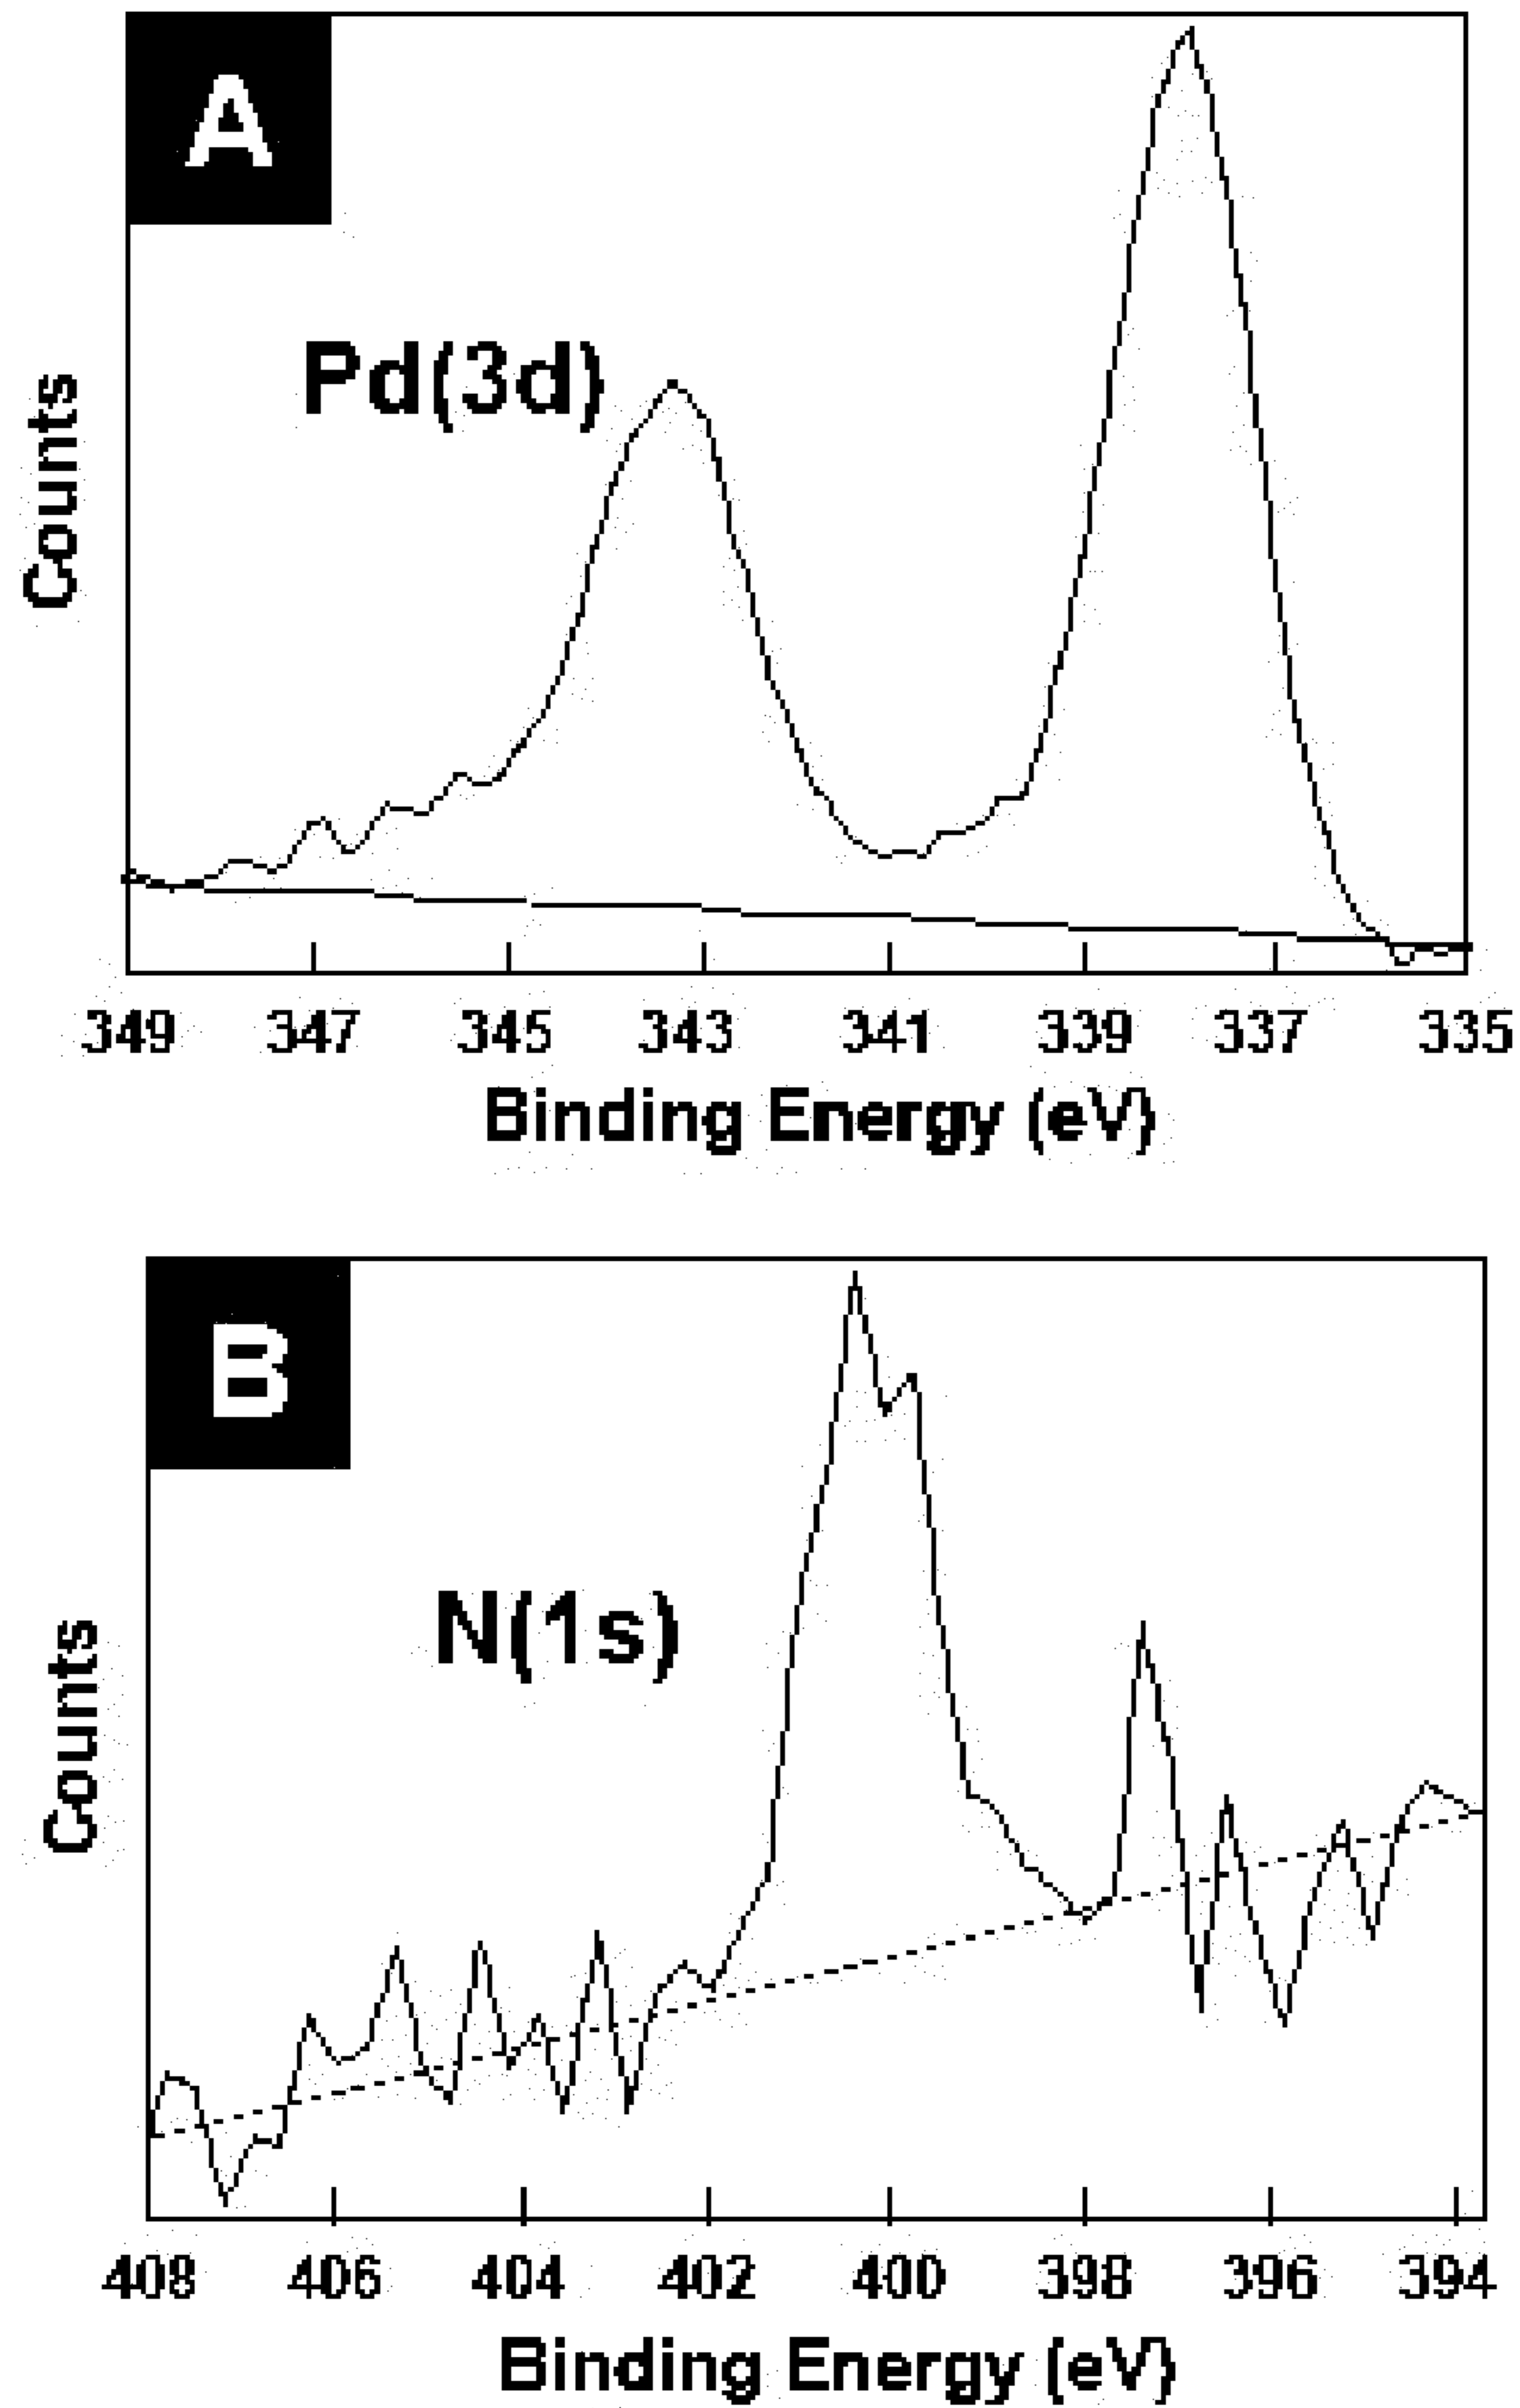 A
Pd(3d)
Counts
349 347 345 343 341 339 337 335
Binding Energy (eV)
B
N(1s)
Counts
408 406 404 402 400 398 396 394
Binding Energy (eV)